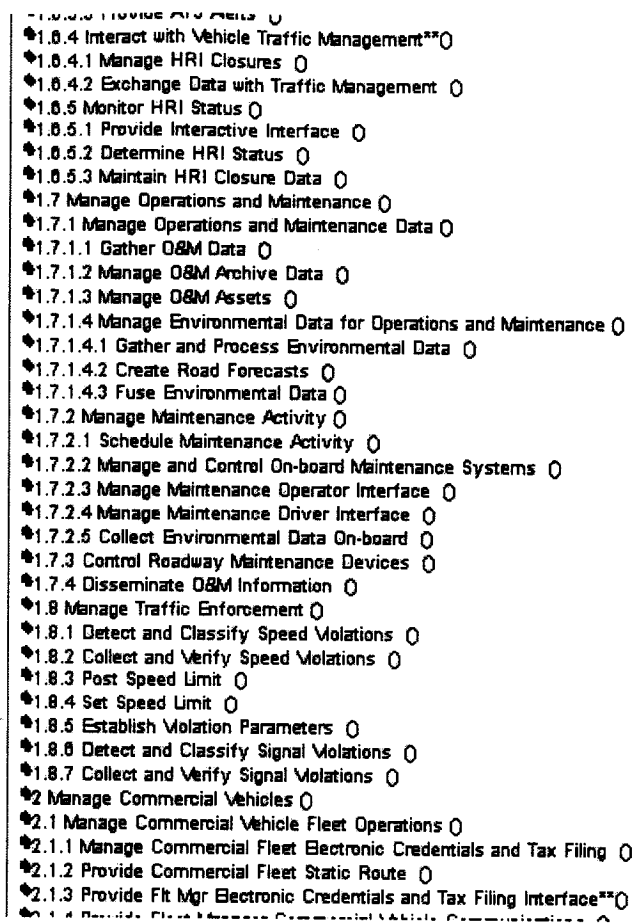 1.6.4 Interact with Vehicle Traffic Management**()
1.6.4.1 Manage HRI Closures ()
1.6.4.2 Exchange Data with Traffic Management ()
1.6.5 Monitor HRI Status ()
1.6.5.1 Provide Interactive Interface ()
1.6.5.2 Determine HRI Status ()
1.6.5.3 Maintain HRI Closure Data ()
1.7 Manage Operations and Maintenance ()
1.7.1 Manage Operations and Maintenance Data ()
1.7.1.1 Gather O&M Data ()
1.7.1.2 Manage O&M Archive Data ()
1.7.1.3 Manage O&M Assets ()
1.7.1.4 Manage Environmental Data for Operations and Maintenance ()
1.7.1.4.1 Gather and Process Environmental Data ()
1.7.1.4.2 Create Road Forecasts ()
1.7.1.4.3 Fuse Environmental Data ()
1.7.2 Manage Maintenance Activity ()
1.7.2.1 Schedule Maintenance Activity ()
1.7.2.2 Manage and Control On-board Maintenance Systems ()
1.7.2.3 Manage Maintenance Operator Interface ()
1.7.2.4 Manage Maintenance Driver Interface ()
1.7.2.5 Collect Environmental Data On-board ()
1.7.3 Control Roadway Maintenance Devices ()
1.7.4 Disseminate O&M Information ()
1.8 Manage Traffic Enforcement ()
1.8.1 Detect and Classify Speed Violations ()
1.8.2 Collect and Verify Speed Violations ()
1.8.3 Post Speed Limit ()
1.8.4 Set Speed Limit ()
1.8.5 Establish Violation Parameters ()
1.8.6 Detect and Classify Signal Violations ()
1.8.7 Collect and Verify Signal Violations ()
2 Manage Commercial Vehicles ()
2.1 Manage Commercial Vehicle Fleet Operations ()
2.1.1 Manage Commercial Fleet Electronic Credentials and Tax Filing ()
2.1.2 Provide Commercial Fleet Static Route ()
2.1.3 Provide Flt Mgr Electronic Credentials and Tax Filing Interface**()